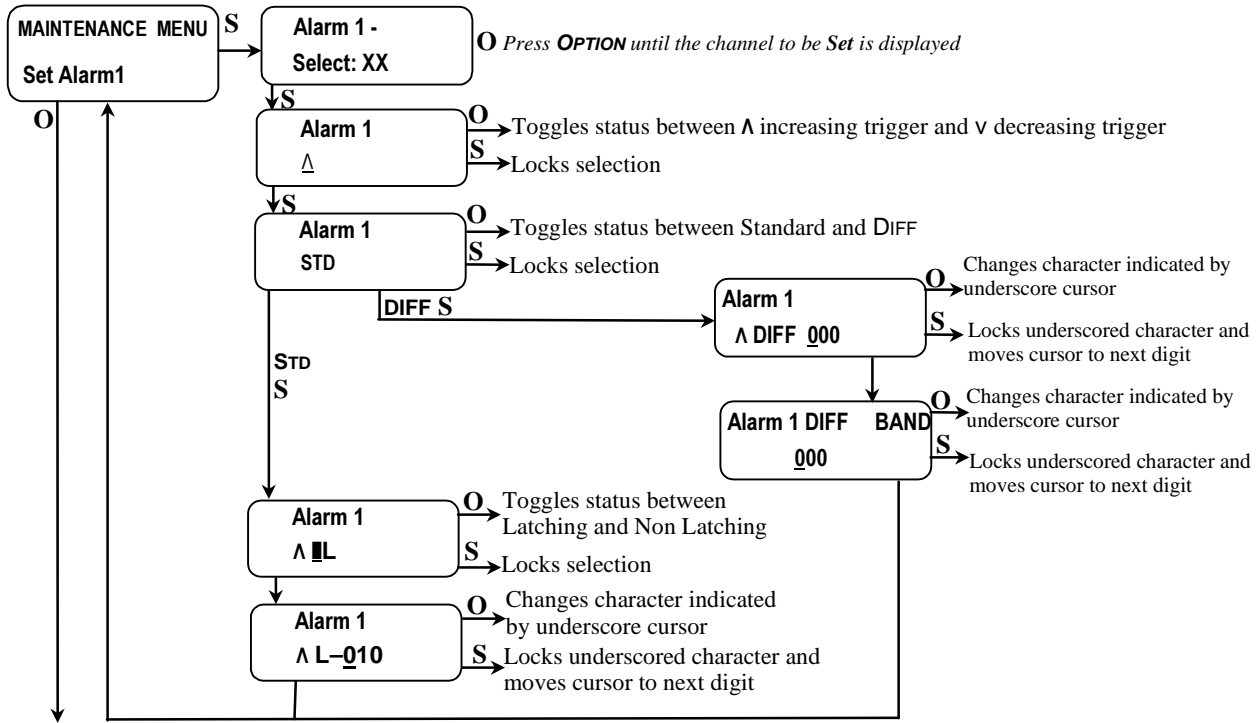 MAINTENANCE MENU
Set Alarm1
S
Alarm 1 -
Select: XX
O Press OPTION until the channel to be Set is displayed
O
S
Alarm 1
Λ
O
Toggles status between Λ increasing trigger and V decreasing trigger
S
Locks selection
S
Alarm 1
STD
O
Toggles status between Standard and DIFF
S
Locks selection
DIFF S
Alarm 1
Λ DIFF 000
O
Changes character indicated by
underscore cursor
S
Locks underscored character and
moves cursor to next digit
STD
S
Alarm 1 DIFF BAND
000
O
Changes character indicated by
underscore cursor
S
Locks underscored character and
moves cursor to next digit
Alarm 1
Λ █L
O
Toggles status between
Latching and Non Latching
S
Locks selection
Alarm 1
Λ L–010
O
Changes character indicated
by underscore cursor
S
Locks underscored character and
moves cursor to next digit